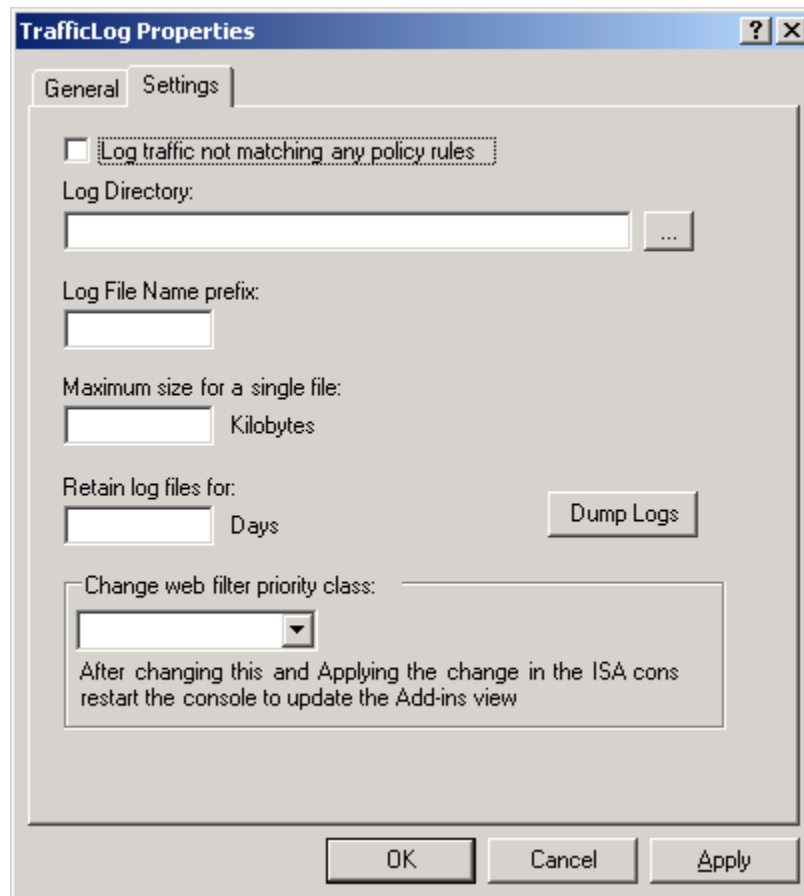 TrafficLog Properties
General
Settings
Log traffic not matching any policy rules
Log Directory:
...
Log File Name prefix:
Maximum size for a single file:
Kilobytes
Retain log files for:
Days
Dump Logs
Change web filter priority class:
After changing this and Applying the change in the ISA cons
restart the console to update the Add-ins view
OK
Cancel
Apply